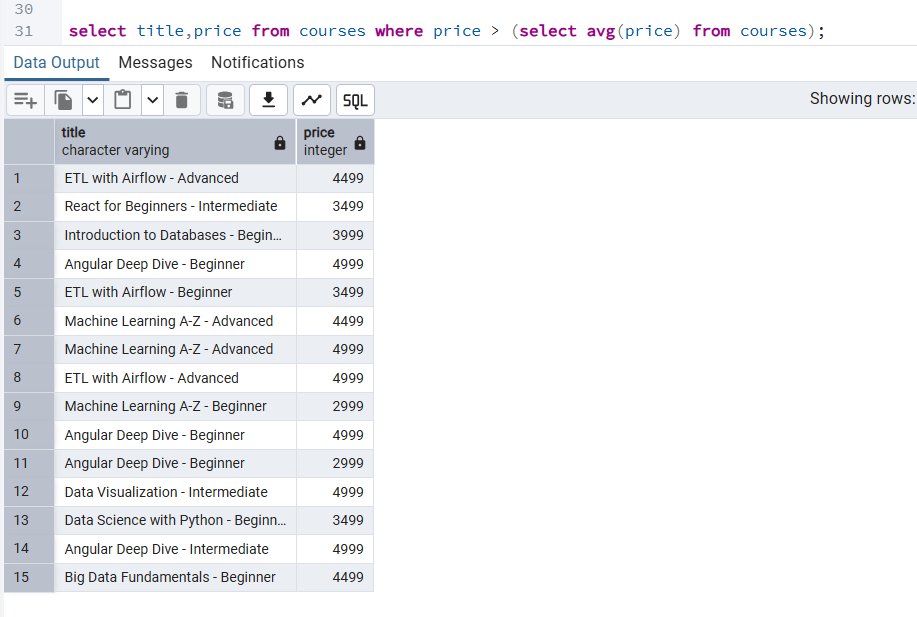 30
31 select title,price from courses where price > (select avg(price) from courses);
Data Output Messages Notifications
SQL Showing rows:
title price
character varying integer
1 ETL with Airflow - Advanced 4499
2 React for Beginners - Intermediate 3499
3 Introduction to Databases - Begin... 3999
4 Angular Deep Dive - Beginner 4999
5 ETL with Airflow - Beginner 3499
6 Machine Learning A-Z - Advanced 4499
7 Machine Learning A-Z - Advanced 4999
8 ETL with Airflow - Advanced 4999
9 Machine Learning A-Z - Beginner 2999
10 Angular Deep Dive - Beginner 4999
11 Angular Deep Dive - Beginner 2999
12 Data Visualization - Intermediate 4999
13 Data Science with Python - Beginn... 3499
14 Angular Deep Dive - Intermediate 4999
15 Big Data Fundamentals - Beginner 4499